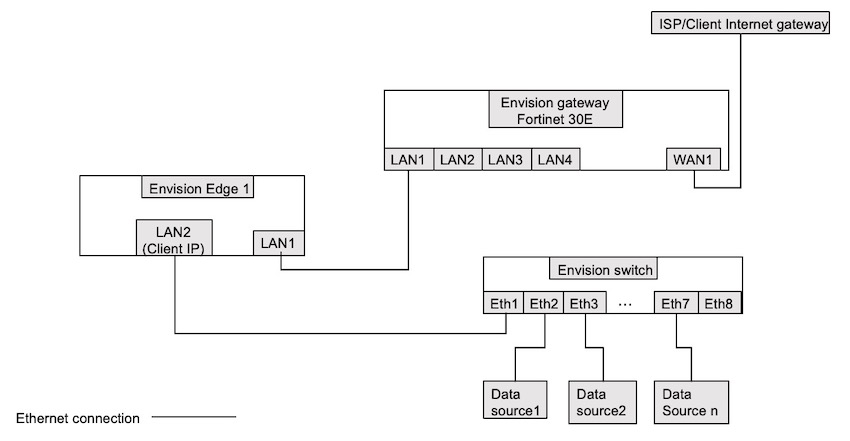 ISP/Client Internet gateway
Envision gateway
Fortinet 30E
LAN1
LAN2
LAN3
LAN4
WAN1
Envision Edge 1
LAN2
(Client IP)
LAN1
Envision switch
Eth1
Eth2
Eth3
...
Eth7
Eth8
Data
source1
Data
source2
Data
Source n
Ethernet connection